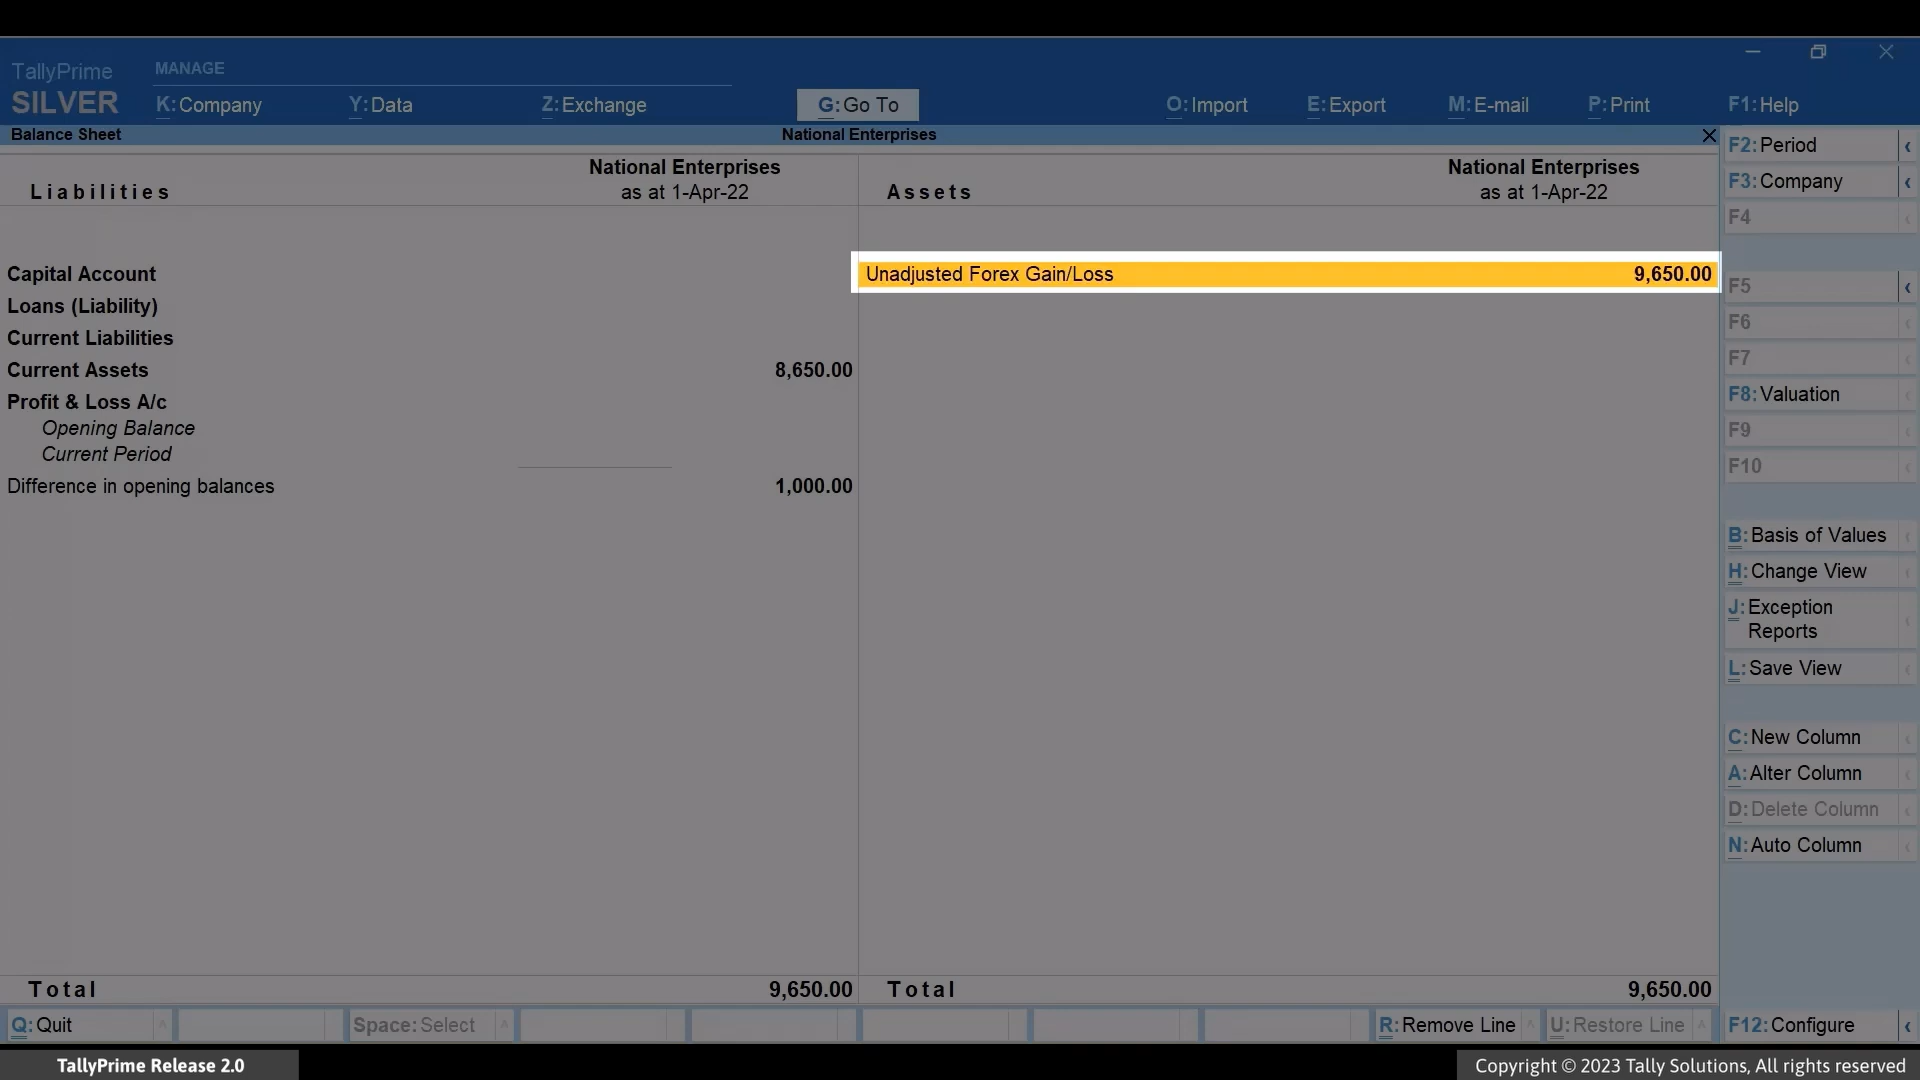 TallyPrime
SILVER
MANAGE
K:Company
Y:Data
Z:Exchange
G:Go To
O:Import
E:Export
M:E-mail
P:Print
F1:Help
Balance Sheet
National Enterprises
Liabilities
National Enterprises
as at 1-Apr-22
Assets
National Enterprises
as at 1-Apr-22
Capital Account
Loans (Liability)
Current Liabilities
Current Assets 8,650.00
Profit & Loss A/c
Opening Balance
Current Period
Difference in opening balances 1,000.00
Unadjusted Forex Gain/Loss 9,650.00
Total 9,650.00
Total 9,650.00
F2:Period
F3:Company
F4
F5
F6
F7
F8:Valuation
F9
F10
B:Basis of Values
H:Change View
J:Exception
Reports
L:Save View
C:New Column
A:Alter Column
D:Delete Column
N:Auto Column
Q:Quit
Space:Select
R:Remove Line
U:Restore Line
F12:Configure
TallyPrime Release 2.0
Copyright © 2023 Tally Solutions, All rights reserved